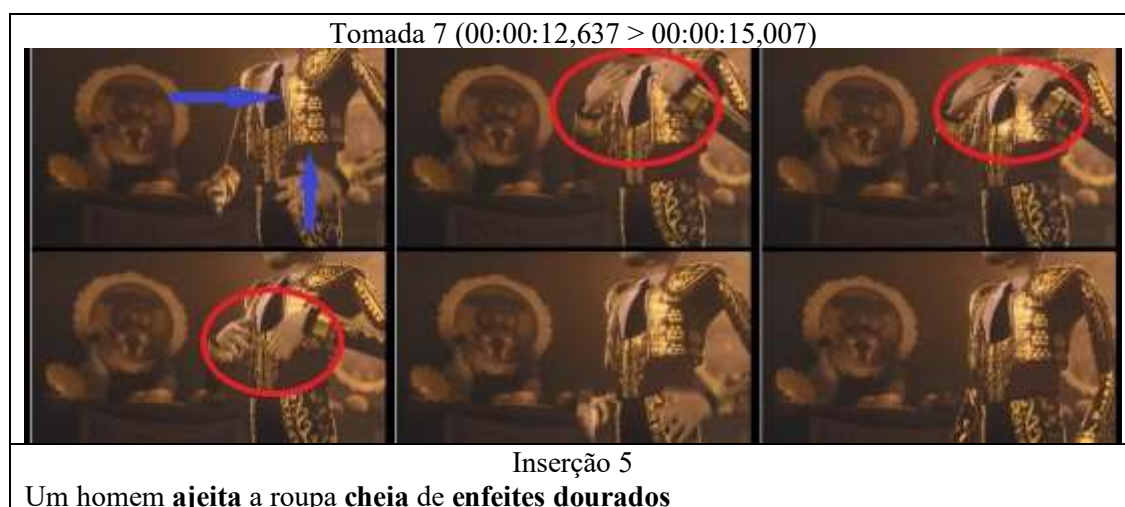 Tomada 7 (00:00:12,637 > 00:00:15,007)
Inserção 5
Um homem ajeita a roupa cheia de enfeites dourados